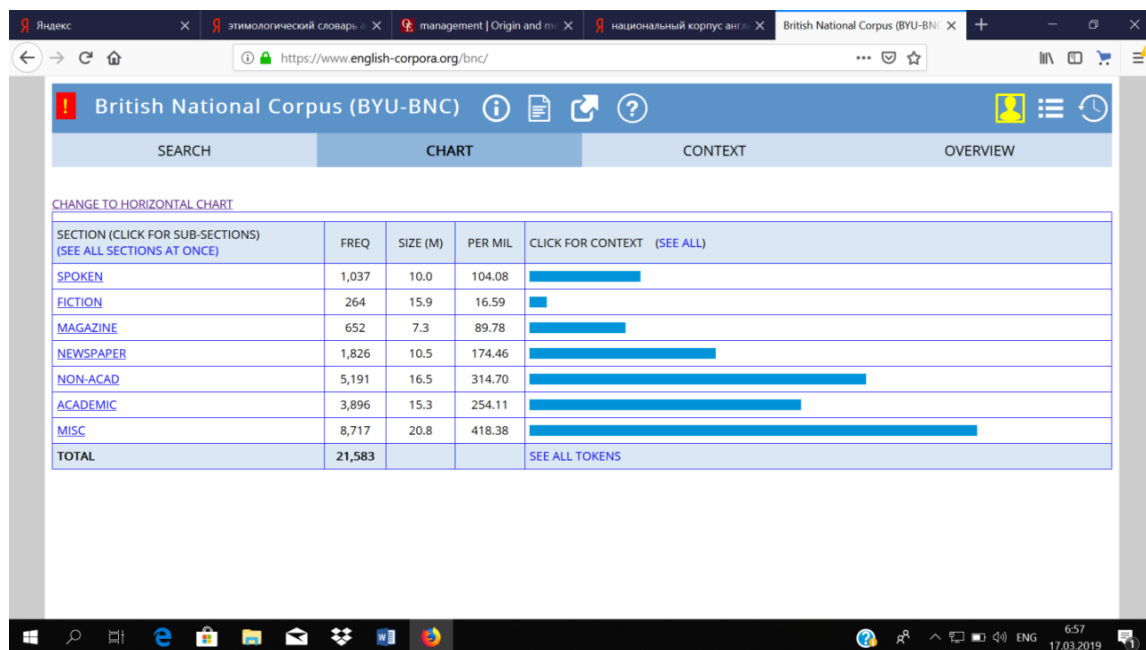 Яндекс
этимологический словарь а
management | Origin and me
национальный корпус англ
British National Corpus (BYU-BNC
https://www.english-corpora.org/bnc/
British National Corpus (BYU-BNC)
SEARCH CHART CONTEXT OVERVIEW
CHANGE TO HORIZONTAL CHART
SECTION (CLICK FOR SUB-SECTIONS)
(SEE ALL SECTIONS AT ONCE)
FREQ SIZE (M) PER MIL CLICK FOR CONTEXT (SEE ALL)
SPOKEN 1,037 10.0 104.08
FICTION 264 15.9 16.59
MAGAZINE 652 7.3 89.78
NEWSPAPER 1,826 10.5 174.46
NON-ACAD 5,191 16.5 314.70
ACADEMIC 3,896 15.3 254.11
MISC 8,717 20.8 418.38
TOTAL 21,583 SEE ALL TOKENS
ENG
6:57
17.03.2019